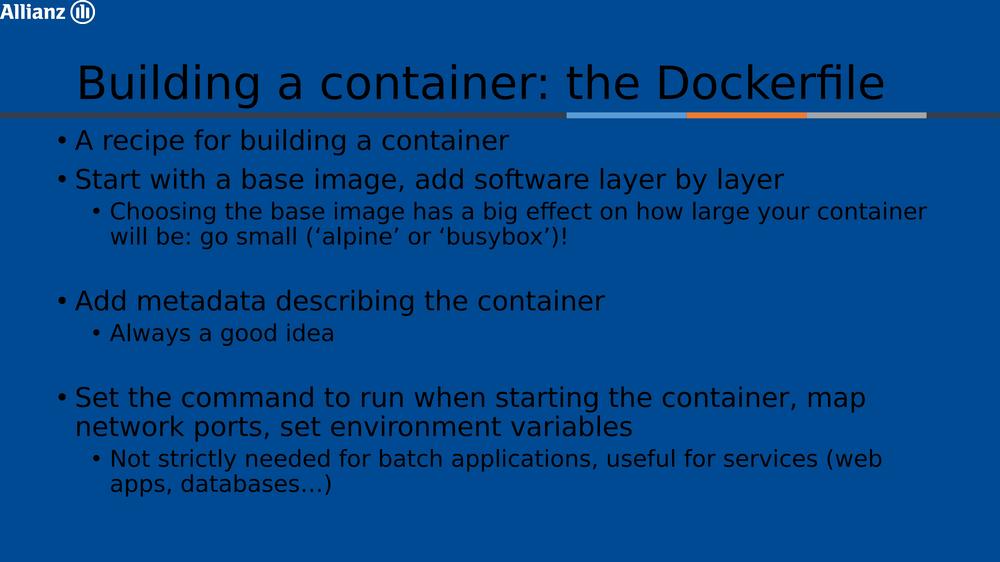 Allianz
Building a container: the Dockerfile
• A recipe for building a container
• Start with a base image, add software layer by layer
• Choosing the base image has a big effect on how large your container
will be: go small (‘alpine’ or ‘busybox’)!
• Add metadata describing the container
• Always a good idea
• Set the command to run when starting the container, map
network ports, set environment variables
• Not strictly needed for batch applications, useful for services (web
apps, databases…)